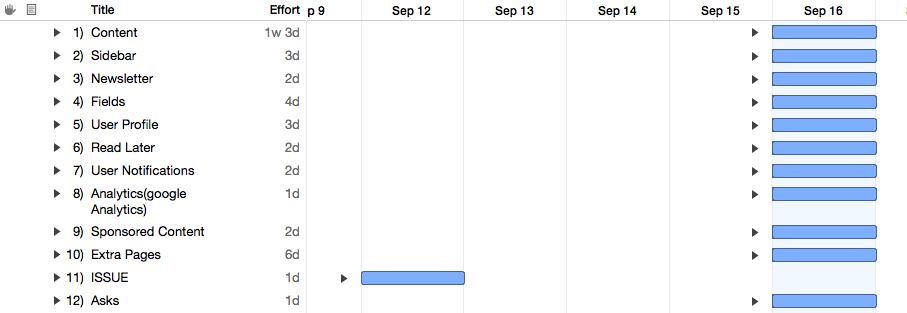 Title Effort p 9 Sep 12 Sep 13 Sep 14 Sep 15 Sep 16
1) Content 1w 3d
2) Sidebar 3d
3) Newsletter 2d
4) Fields 4d
5) User Profile 3d
6) Read Later 2d
7) User Notifications 2d
8) Analytics(google 1d
Analytics)
9) Sponsored Content 2d
10) Extra Pages 6d
11) ISSUE 1d
12) Asks 1d